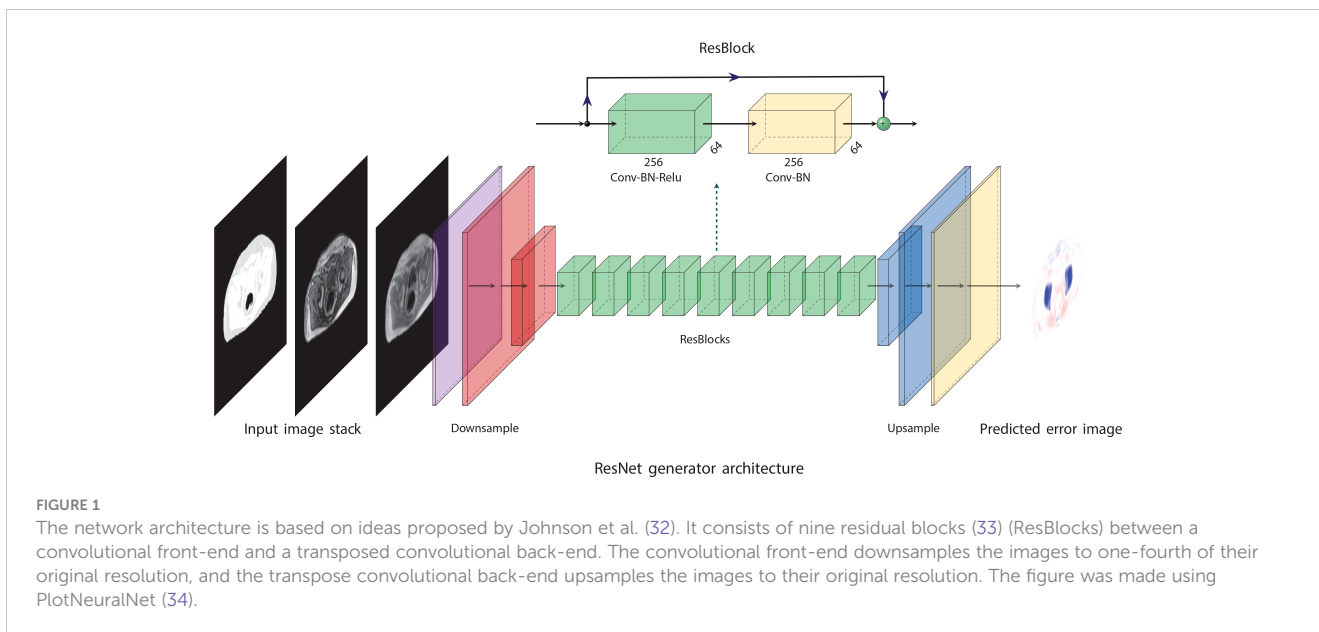 ResBlock
64
64
256
256
Conv-BN-Relu
Conv-BN
+
ResBlocks
Input image stack
Downsample
Upsample
Predicted error image
ResNet generator architecture
FIGURE 1
The network architecture is based on ideas proposed by Johnson et al. (32). It consists of nine residual blocks (33) (ResBlocks) between a
convolutional front-end and a transposed convolutional back-end. The convolutional front-end downsamples the images to one-fourth of their
original resolution, and the transpose convolutional back-end upsamples the images to their original resolution. The figure was made using
PlotNeuralNet (34).